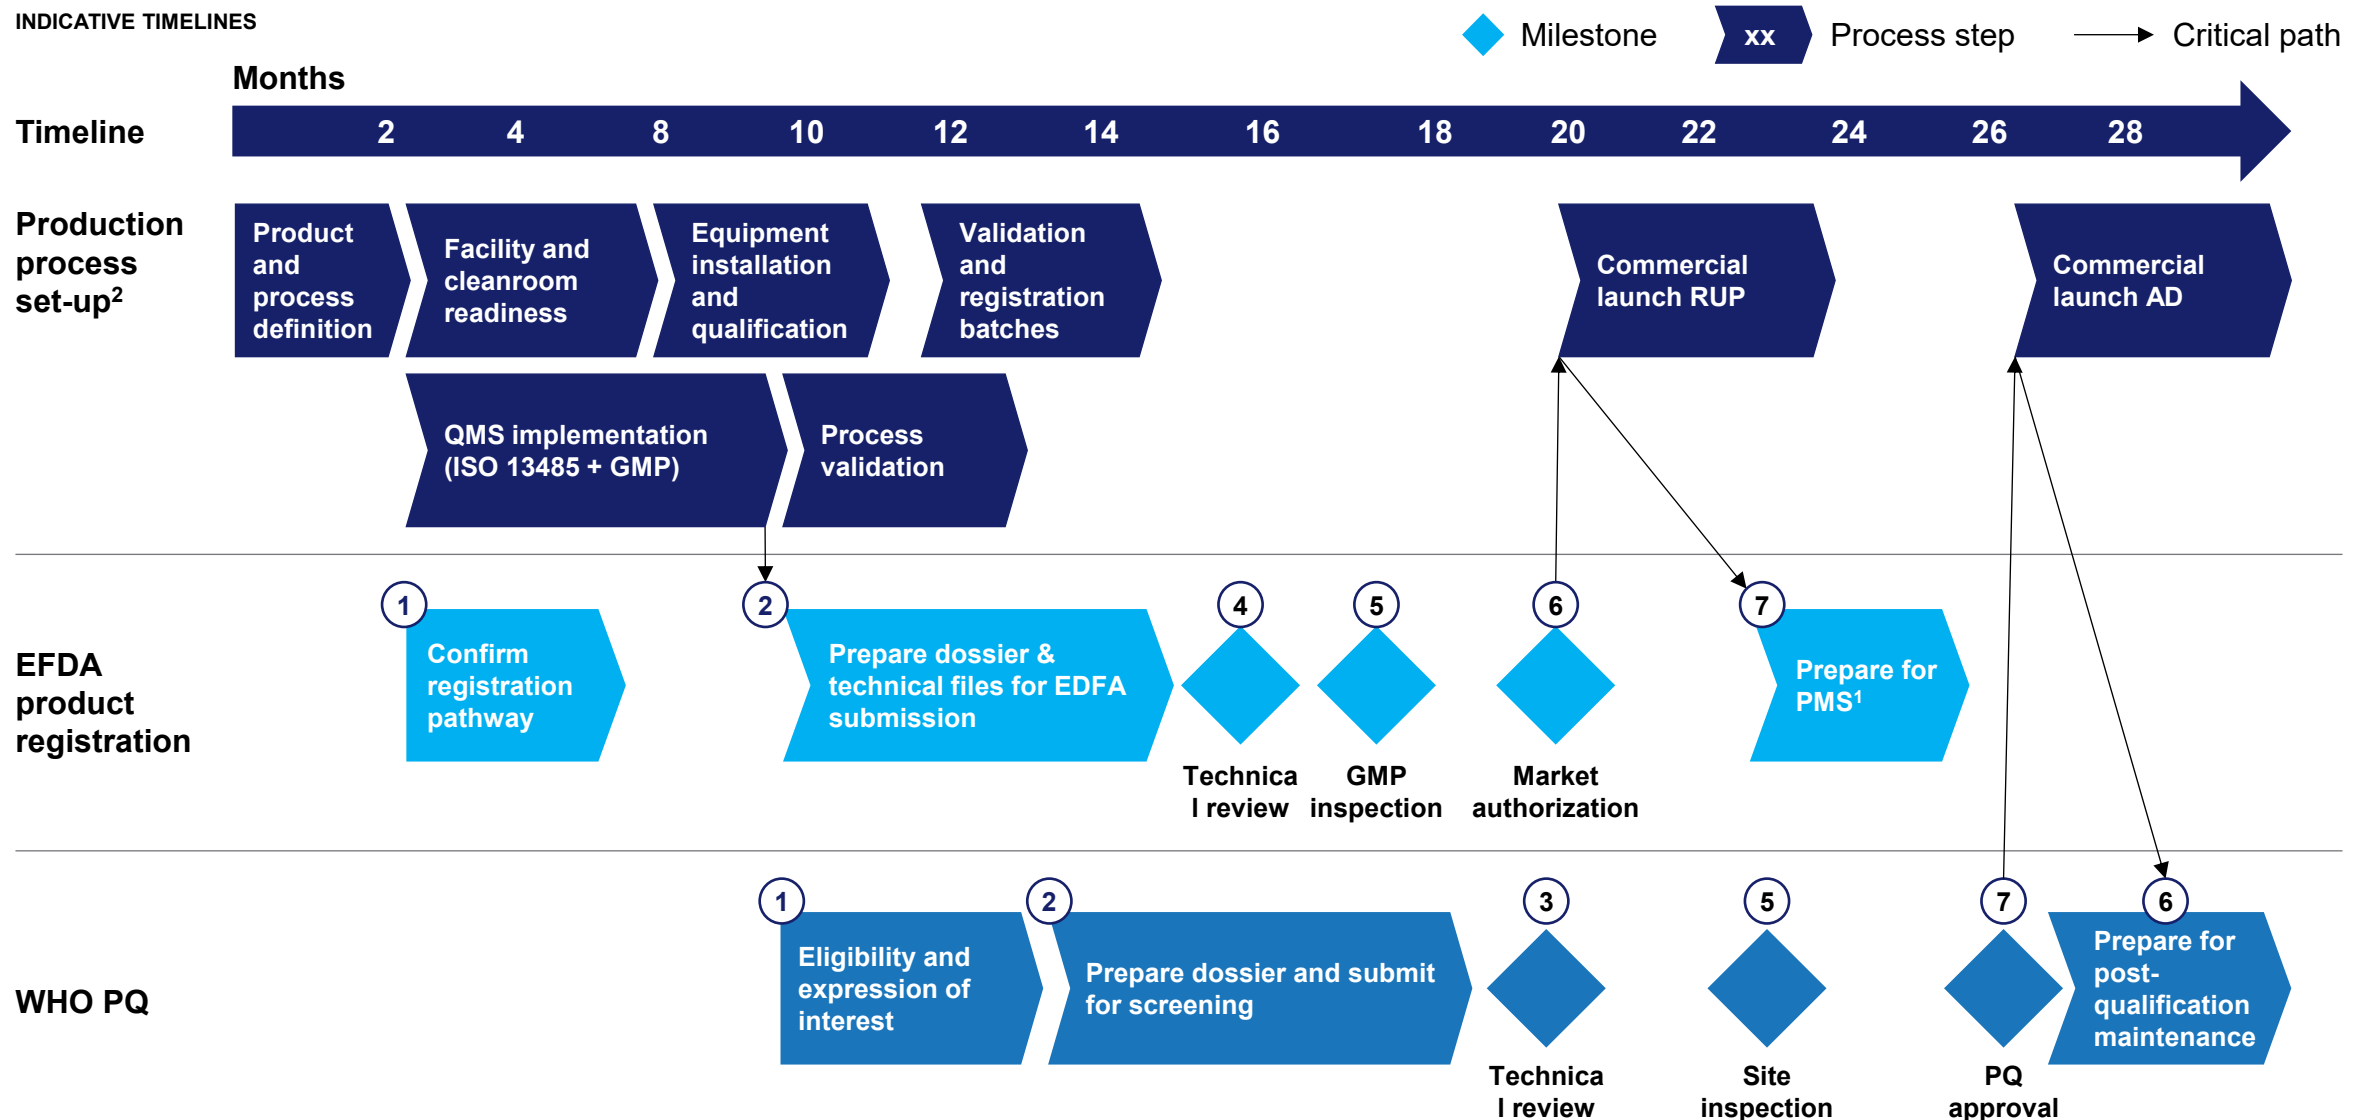 INDICATIVE TIMELINES
Milestone
xx
Process step
Critical path
Months
Timeline
2
4
8
10
12
14
16
18
20
22
24
26
28
Production
process
set-up²
Product
and
process
definition
Facility and
cleanroom
readiness
Equipment
installation
and
qualification
Validation
and
registration
batches
Commercial
launch RUP
Commercial
launch AD
QMS implementation
(ISO 13485 + GMP)
Process
validation
EFDA
product
registration
1
Confirm
registration
pathway
2
Prepare dossier &
technical files for EDFA
submission
4
Technica
l review
5
GMP
inspection
6
Market
authorization
7
Prepare for
PMS¹
WHO PQ
1
Eligibility and
expression of
interest
2
Prepare dossier and submit
for screening
3
Technica
l review
5
Site
inspection
7
PQ
approval
6
Prepare for
post-
qualification
maintenance